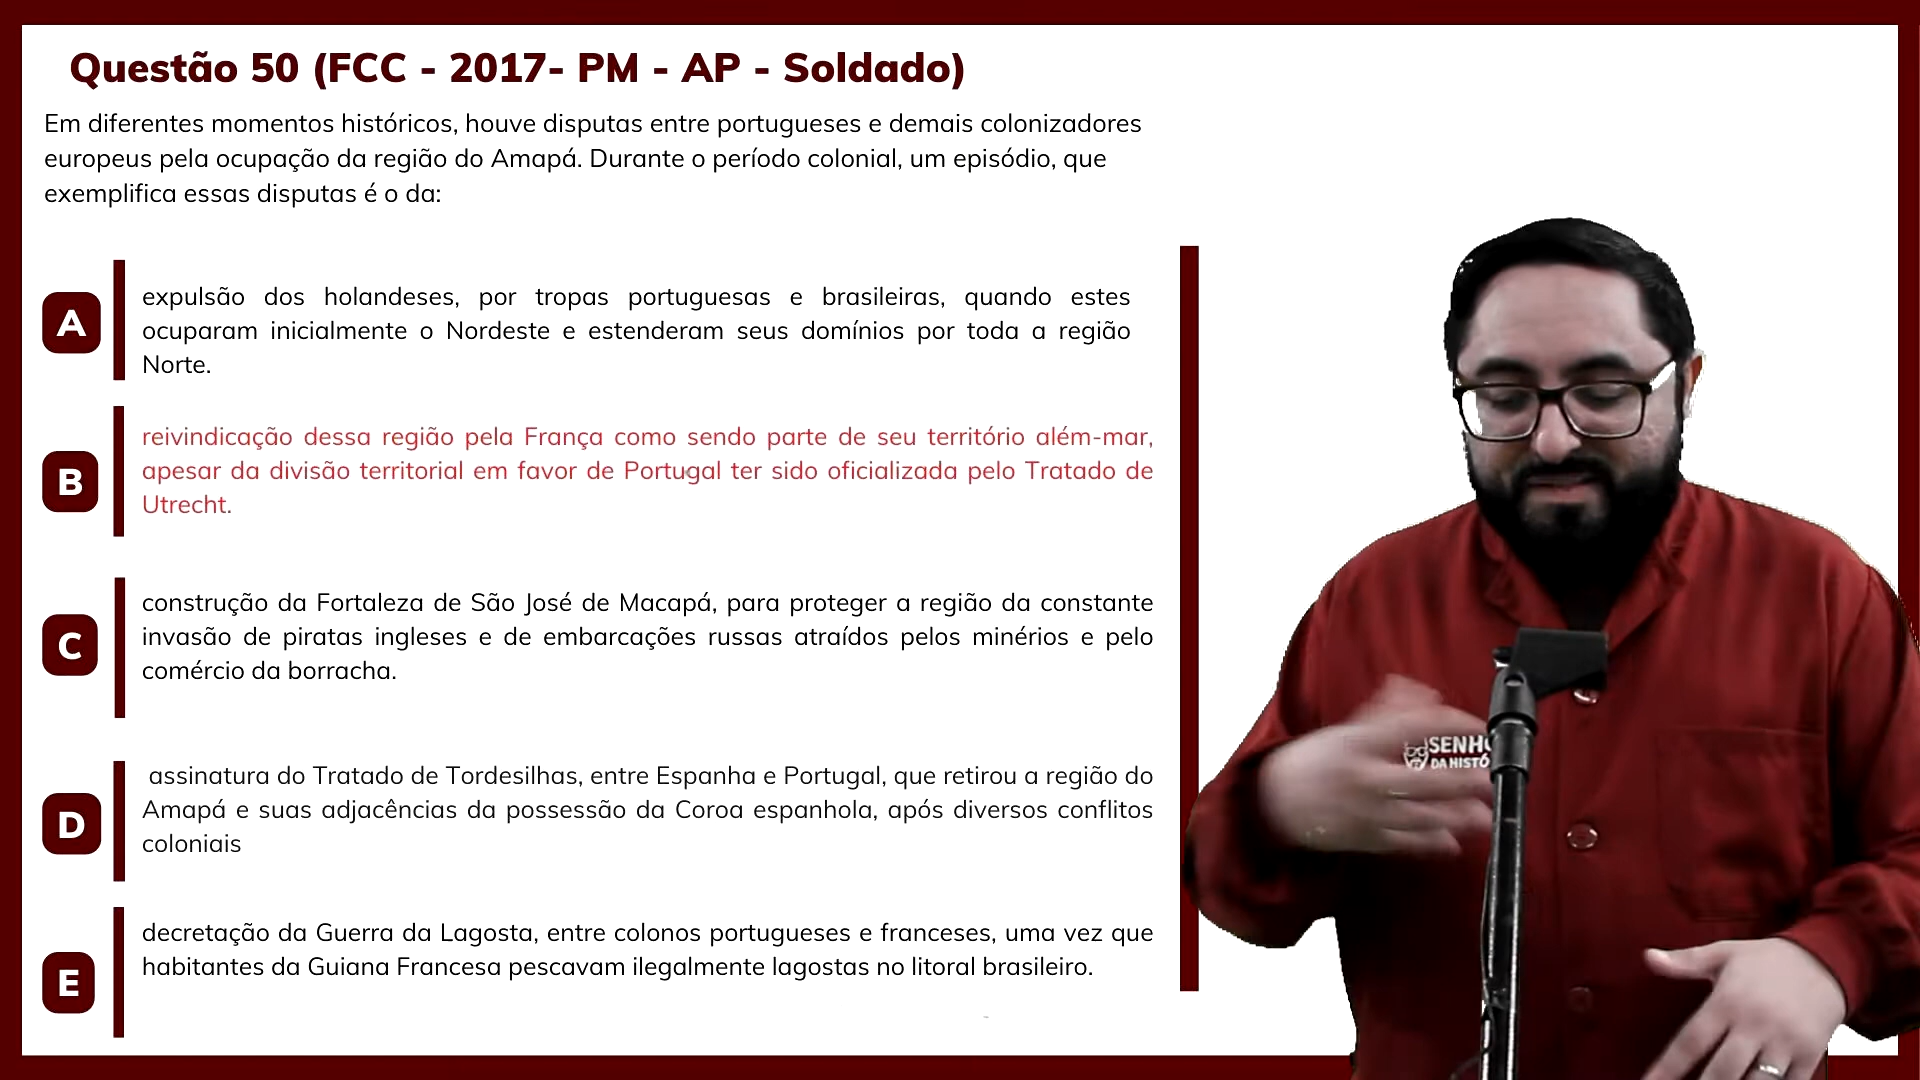 Questão 50 (FCC - 2017- PM - AP - Soldado)
Em diferentes momentos históricos, houve disputas entre portugueses e demais colonizadores
europeus pela ocupação da região do Amapá. Durante o período colonial, um episódio, que
exemplifica essas disputas é o da:
A
expulsão dos holandeses, por tropas portuguesas e brasileiras, quando estes
ocuparam inicialmente o Nordeste e estenderam seus domínios por toda a região
Norte.
B
reivindicação dessa região pela França como sendo parte de seu território além-mar,
apesar da divisão territorial em favor de Portugal ter sido oficializada pelo Tratado de
Utrecht.
C
construção da Fortaleza de São José de Macapá, para proteger a região da constante
invasão de piratas ingleses e de embarcações russas atraídos pelos minérios e pelo
comércio da borracha.
D
assinatura do Tratado de Tordesilhas, entre Espanha e Portugal, que retirou a região do
Amapá e suas adjacências da possessão da Coroa espanhola, após diversos conflitos
coloniais
E
decretação da Guerra da Lagosta, entre colonos portugueses e franceses, uma vez que
habitantes da Guiana Francesa pescavam ilegalmente lagostas no litoral brasileiro.
SENHO
DA HISTÓ